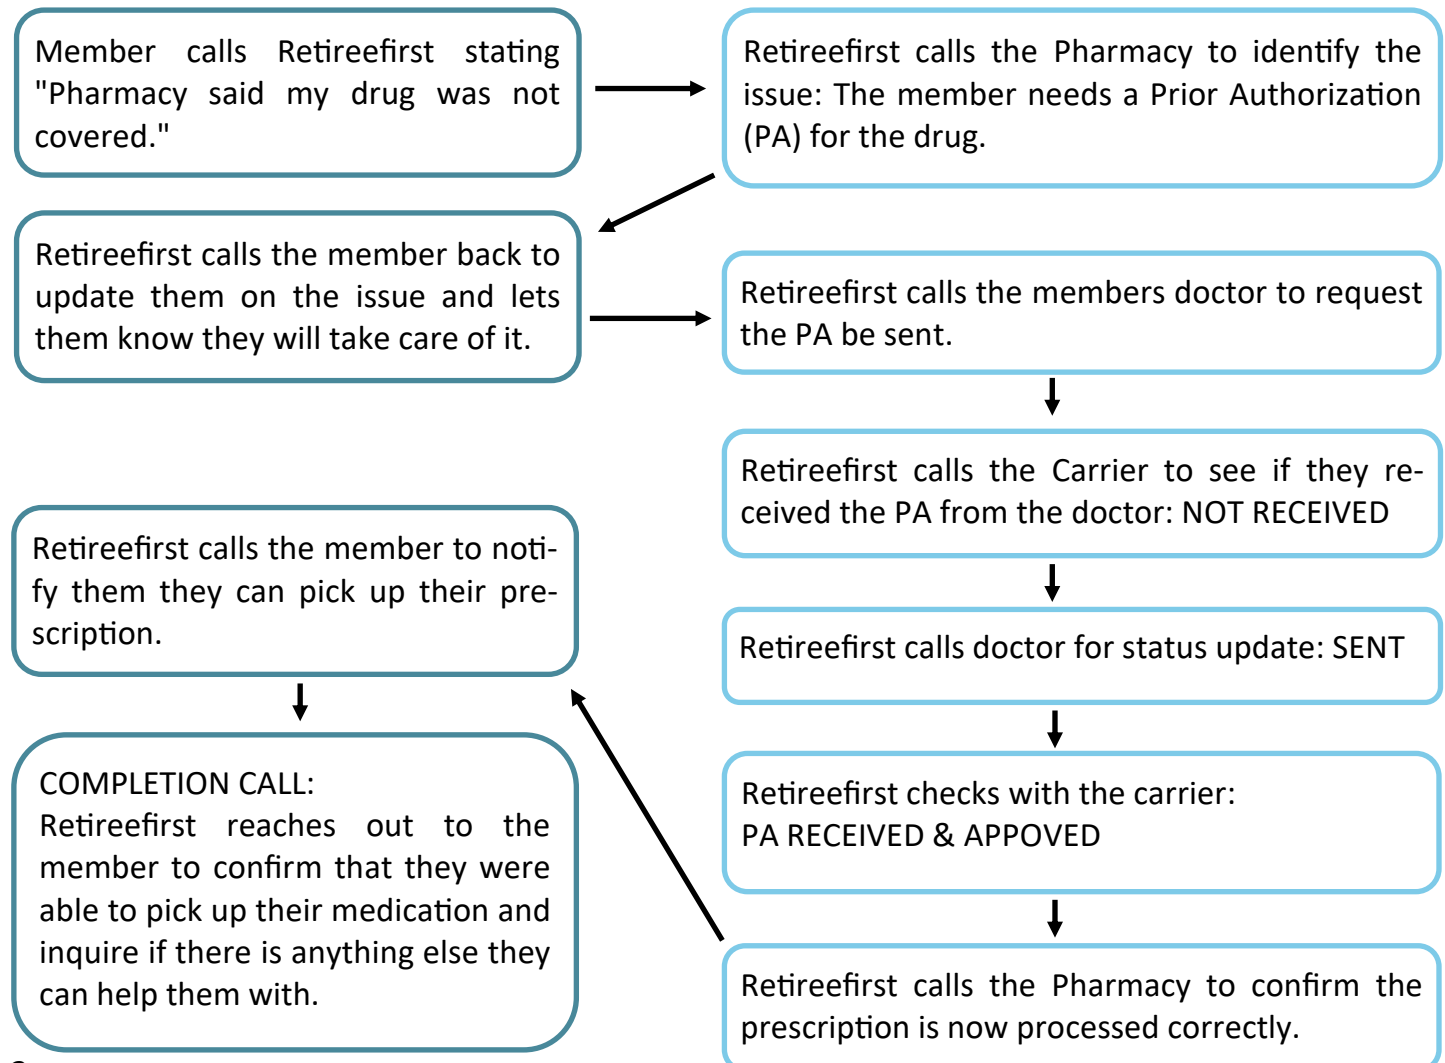 Member calls Retireefirst stating
"Pharmacy said my drug was not
covered."
Retireefirst calls the Pharmacy to identify the
issue: The member needs a Prior Authorization
(PA) for the drug.
Retireefirst calls the member back to
update them on the issue and lets
them know they will take care of it.
Retireefirst calls the members doctor to request
the PA be sent.
Retireefirst calls the Carrier to see if they re-
ceived the PA from the doctor: NOT RECEIVED
Retireefirst calls doctor for status update: SENT
Retireefirst checks with the carrier:
PA RECEIVED & APPOVED
Retireefirst calls the Pharmacy to confirm the
prescription is now processed correctly.
Retireefirst calls the member to noti-
fy them they can pick up their pre-
scription.
COMPLETION CALL:
Retireefirst reaches out to the
member to confirm that they were
able to pick up their medication and
inquire if there is anything else they
can help them with.